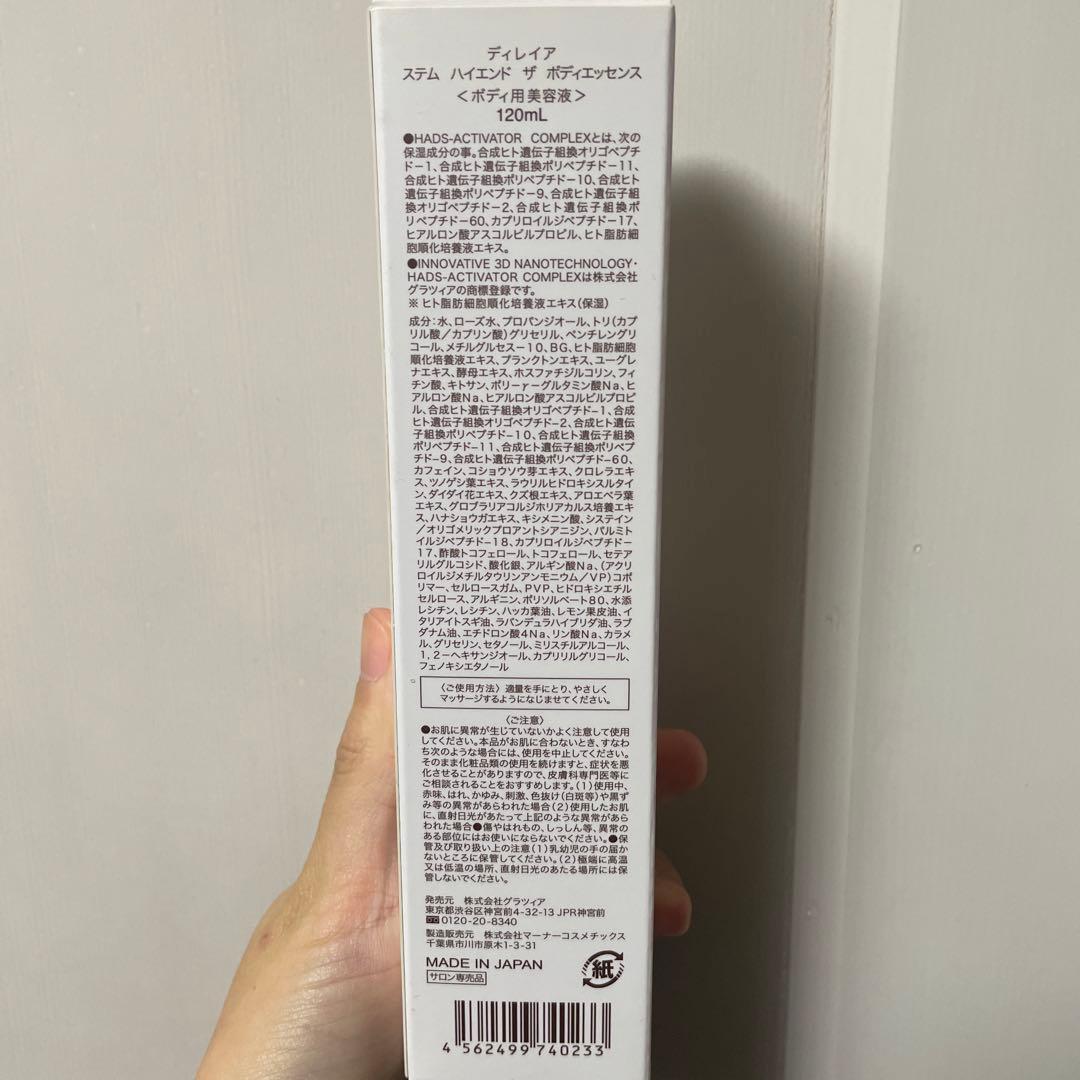 ディレイア
ステム ハイエンド ザ ボディエッセンス
＜ボディ用美容液＞
120mL
●HADS-ACTIVATOR COMPLEXとは、次の
保湿成分の事。合成ヒト遺伝子組換オリゴペプチ
ド-1、合成ヒト遺伝子組換ポリペプチド-11、
合成ヒト遺伝子組換ポリペプチド-10、合成ヒト
遺伝子組換ポリペプチド-9、合成ヒト遺伝子組
換オリゴペプチド-2、合成ヒト遺伝子組換ポ
リペプチド-60、カプリロイルジペプチド-17、
ヒアルロン酸アスコルビルプロピル、ヒト脂肪細
胞順化培養液エキス。
●INNOVATIVE 3D NANOTECHNOLOGY・
HADS-ACTIVATOR COMPLEXは株式会社
グラツィアの商標登録です。
※ヒト脂肪細胞順化培養液エキス(保湿)
成分：水、ローズ水、プロパンジオール、トリ(カプ
リル酸／カプリン酸)グリセリル、ペンチレングリ
コール、メチルグルセス－10、BG、ヒト脂肪細胞
順化培養液エキス、プランクトンエキス、ユーグレ
ナエキス、酵母エキス、ホスファチジルコリン、フィ
チン酸、キトサン、ポリーγーグルタミン酸Na、ヒ
アルロン酸Na、ヒアルロン酸アスコルビルプロピ
ル、合成ヒト遺伝子組換オリゴペプチド-1、合成
ヒト遺伝子組換オリゴペプチド-2、合成ヒト遺伝
子組換ポリペプチド-10、合成ヒト遺伝子組換
ポリペプチド-11、合成ヒト遺伝子組換ポリペプ
チド-9、合成ヒト遺伝子組換ポリペプチド-60、
カフェイン、コショウソウ芽エキス、クロレラエキ
ス、ツノゲシ葉エキス、ラウリルヒドロキシスルタイ
ン、ダイダイ花エキス、クズ根エキス、アロエベラ葉
エキス、グロブラリアコルジホリアカルス培養エキ
ス、ハナショウガエキス、キシメニン酸、システイン
／オリゴメリックプロアントシアニジン、パルミト
イルジペプチド-18、カプリロイルジペプチド-
17、酢酸トコフェロール、トコフェロール、セテア
リルグルコシド、酸化銀、アルギン酸Na、(アクリ
ロイルジメチルタウリンアンモニウム／VP)コポ
リマー、セルロースガム、PVP、ヒドロキシエチル
セルロース、アルギニン、ポリソルベート80、水添
レシチン、レシチン、ハッカ葉油、レモン果皮油、イ
タリアイトスギ油、ラバンデュラハイブリダ油、ラブ
ダナム油、エチドロン酸4Na、リン酸Na、カラメ
ル、グリセリン、セタノール、ミリスチルアルコール、
1，2－ヘキサンジオール、カプリリルグリコール、
フェノキシエタノール
〈ご使用方法〉適量を手にとり、やさしく
マッサージするようになじませてください。
〈ご注意〉
●お肌に異常が生じていないかよく注意して使用
してください。本品がお肌に合わないとき、すなわ
ち次のような場合には、使用を中止してください。
そのまま化粧品類の使用を続けますと、症状を悪
化させることがありますので、皮膚科専門医等に
ご相談されることをおすすめします。(1)使用中、
赤味、はれ、かゆみ、刺激、色抜け(白斑等)や黒ず
み等の異常があらわれた場合(2)使用したお肌
に、直射日光があたって上記のような異常があら
われた場合●傷やはれもの、しっしん等、異常の
ある部位にはお使いにならないでください。●保
管及び取り扱い上の注意(1)乳幼児の手の届か
ないところに保管してください。(2)極端に高温
又は低温の場所、直射日光のあたる場所には保
管しないでください。
発売元 株式会社グラツィア
東京都渋谷区神宮前4-32-13 JPR神宮前
0120-20-8340
製造販売元 株式会社マーナーコスメチックス
千葉県市川市原木1-3-31
MADE IN JAPAN
サロン専売品
紙
4 562499 740233